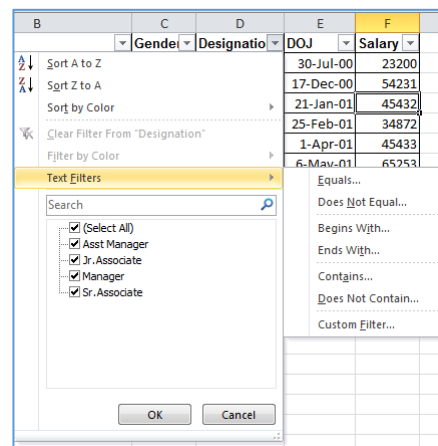 B C D E F
Gender Designatio DOJ Salary
Sort A to Z 30-Jul-00 23200
Sort Z to A 17-Dec-00 54231
Sort by Color 21-Jan-01 45432
Clear Filter From "Designation" 25-Feb-01 34872
Filter by Color 1-Apr-01 45433
6-May-01 65253
Text Filters
Equals...
Does Not Equal...
Begins With...
Ends With...
Contains...
Does Not Contain...
Custom Filter...
Search
(Select All)
Asst Manager
Jr.Associate
Manager
Sr.Associate
OK Cancel